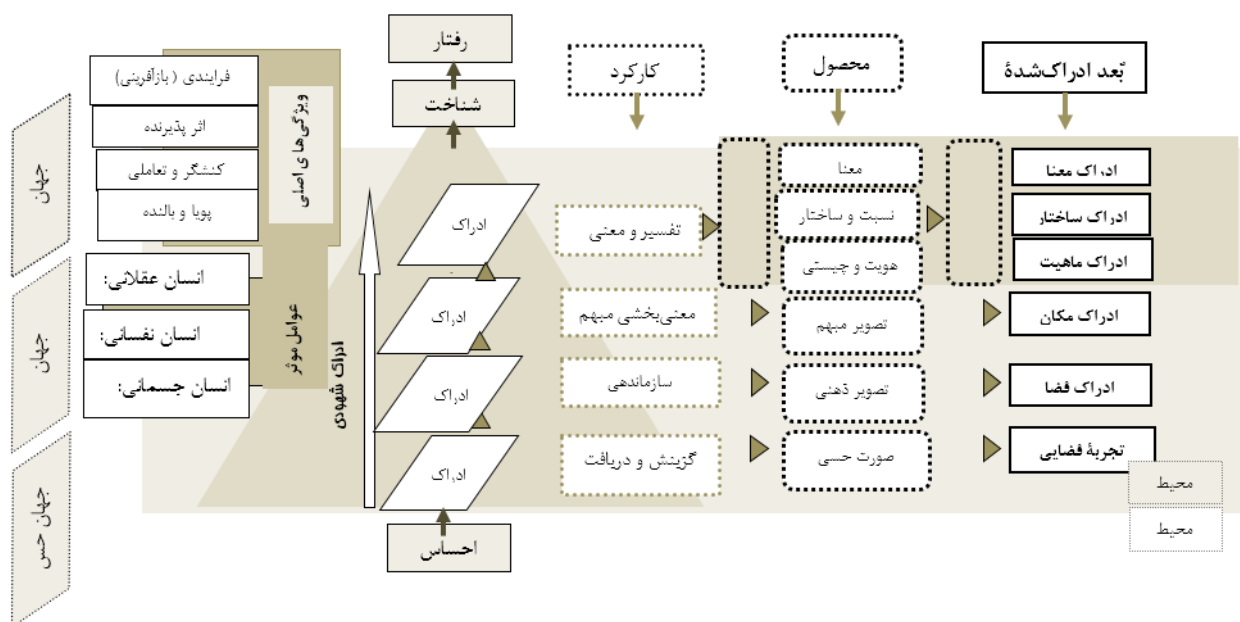 بُعد ادراک‌شدهٔ
ادراک معنا
ادراک ساختار
ادراک ماهیت
ادراک مکان
ادراک فضا
تجربهٔ فضایی
محیط
محیط
محصول
معنا
نسبت و ساختار
هویت و چیستی
تصویر مبهم
تصویر ذهنی
صورت حسی
کارکرد
تفسیر و معنی
معنی‌بخشی مبهم
سازماندهی
گزینش و دریافت
رفتار
شناخت
ادراک
ادراک
ادراک
ادراک
احساس
ادراک شهودی
ویژگی‌های اصلی
فرایندی (بازآفرینی)
اثر پذیرنده
کنشگر و تعاملی
پویا و بالنده
عوامل موثر
انسان عقلانی:
انسان نفسانی:
انسان جسمانی:
جهان
جهان
جهان حس